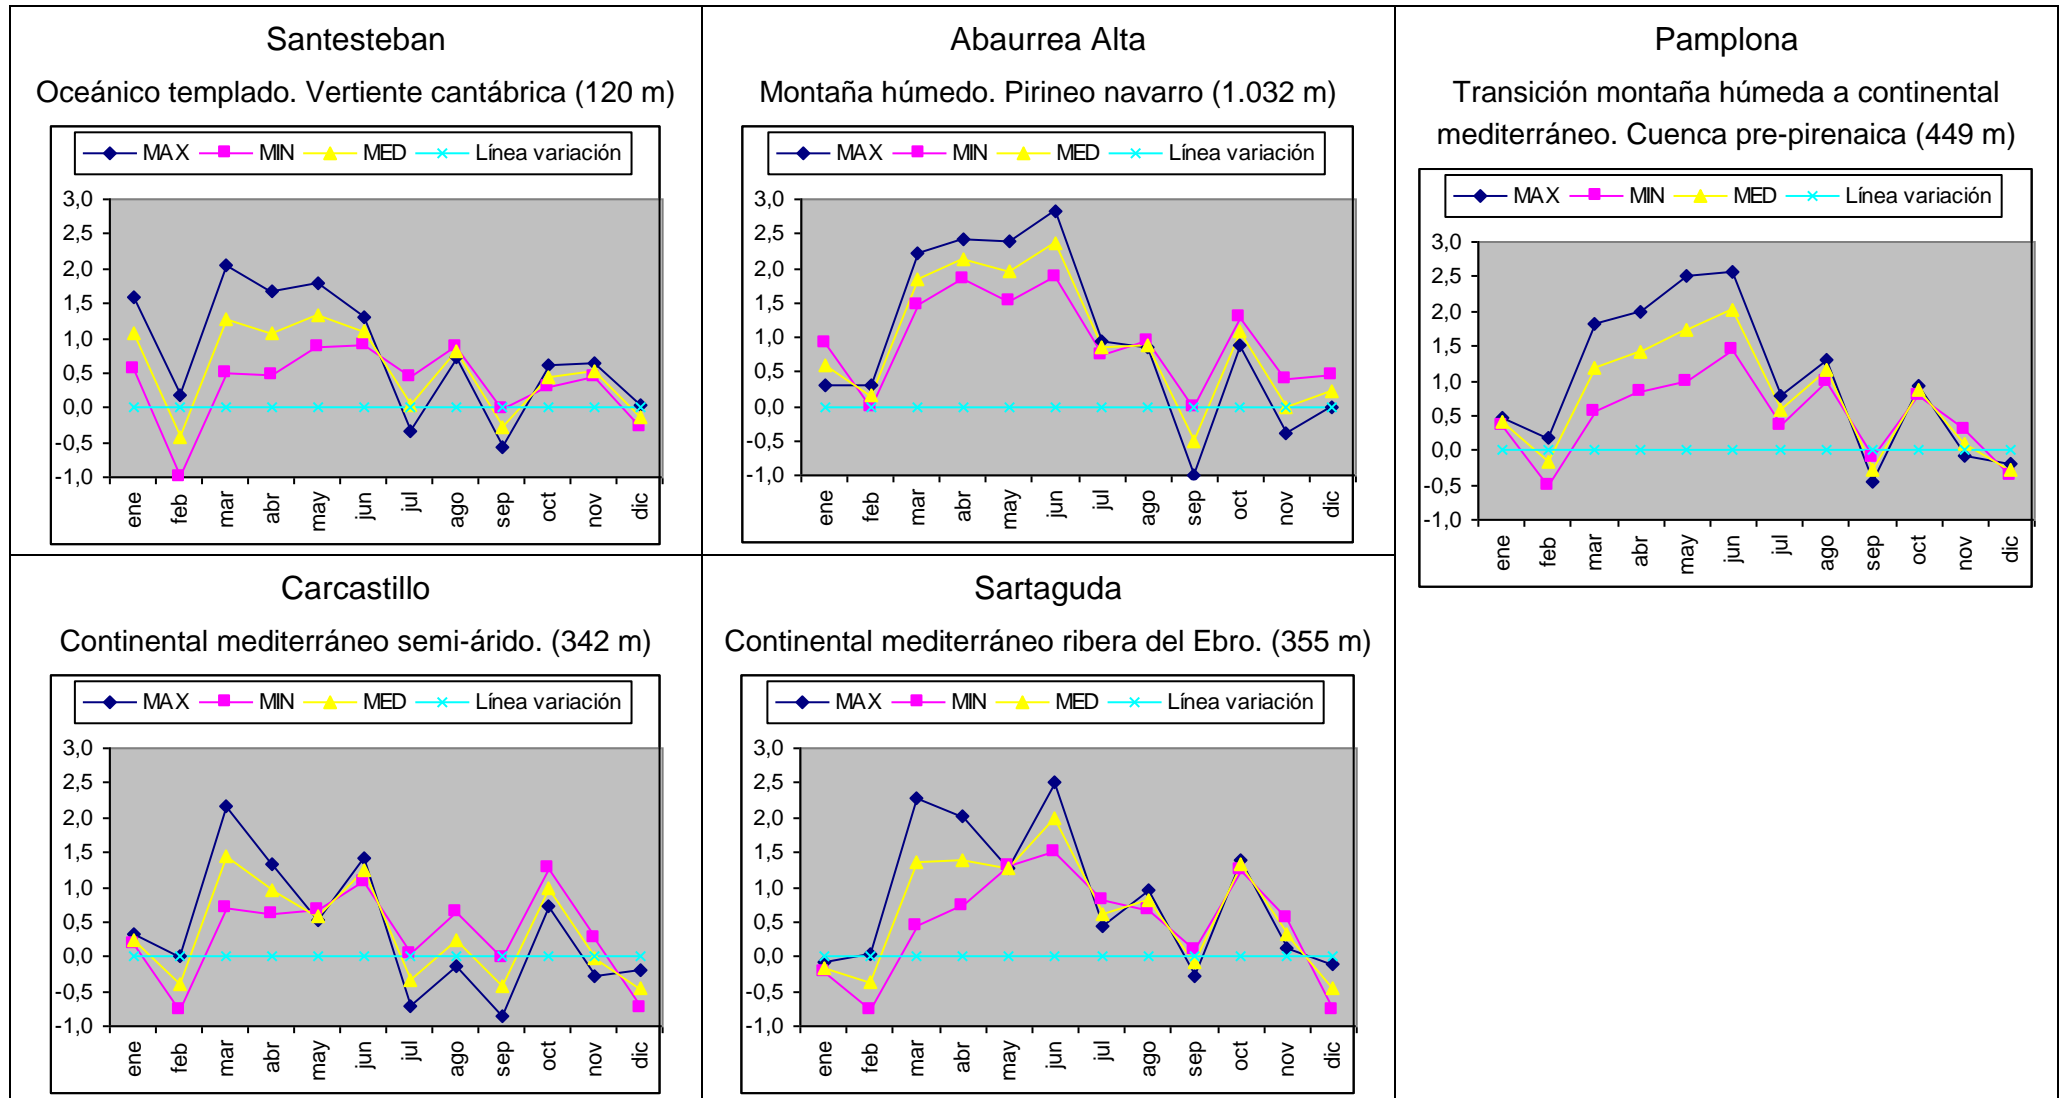 Santesteban
Oceánico templado. Vertiente cantábrica (120 m)
MAX MIN MED Línea variación
3,0
2,5
2,0
1,5
1,0
0,5
0,0
-0,5
-1,0
ene feb mar abr may jun jul ago sep oct nov dic
Abaurrea Alta
Montaña húmedo. Pirineo navarro (1.032 m)
MAX MIN MED Línea variación
3,0
2,5
2,0
1,5
1,0
0,5
0,0
-0,5
-1,0
ene feb mar abr may jun jul ago sep oct nov dic
Pamplona
Transición montaña húmeda a continental
mediterráneo. Cuenca pre-pirenaica (449 m)
MAX MIN MED Línea variación
3,0
2,5
2,0
1,5
1,0
0,5
0,0
-0,5
-1,0
ene feb mar abr may jun jul ago sep oct nov dic
Carcastillo
Continental mediterráneo semi-árido. (342 m)
MAX MIN MED Línea variación
3,0
2,5
2,0
1,5
1,0
0,5
0,0
-0,5
-1,0
ene feb mar abr may jun jul ago sep oct nov dic
Sartaguda
Continental mediterráneo ribera del Ebro. (355 m)
MAX MIN MED Línea variación
3,0
2,5
2,0
1,5
1,0
0,5
0,0
-0,5
-1,0
ene feb mar abr may jun jul ago sep oct nov dic